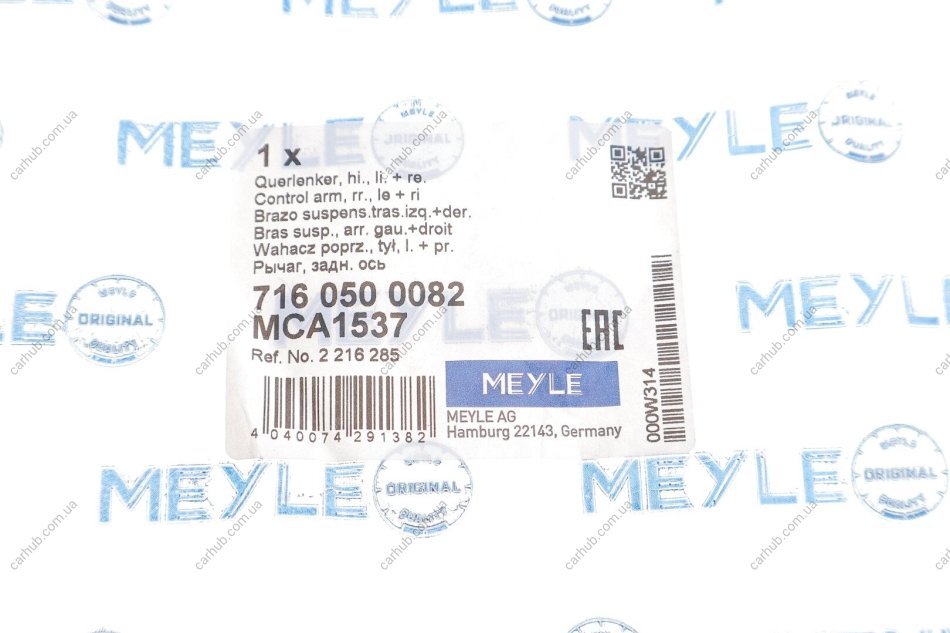 1 x
Querlenker, hi., li. + re.
Control arm, rr., le + ri
Brazo suspens.tras.izq.+der.
Bras susp., arr. gau.+droit
Wahacz poprz., tył, l. + pr.
Рычаг, задн. ось
716 050 0082
MCA1537
Ref. No. 2 216 285
4 040074 291382
EAC
MEYLE
MEYLE AG
Hamburg 22143, Germany
000W314
MEYLE
MEYLE ORIGINAL QUALITY
carhub.com.ua